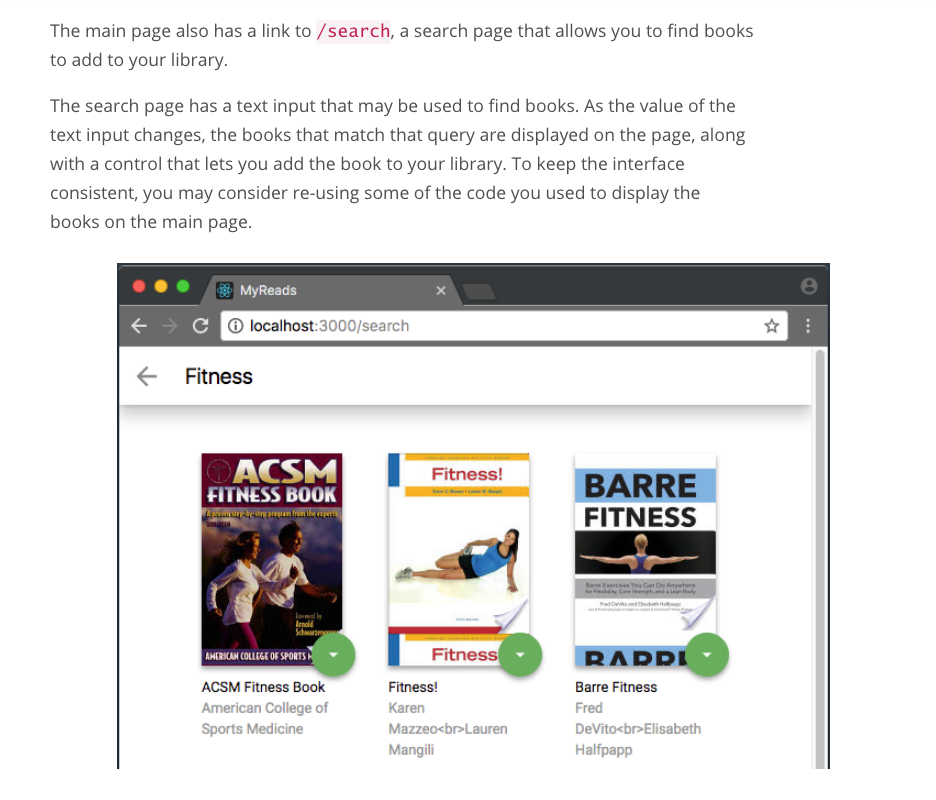 The main page also has a link to /search, a search page that allows you to find books
to add to your library.
The search page has a text input that may be used to find books. As the value of the
text input changes, the books that match that query are displayed on the page, along
with a control that lets you add the book to your library. To keep the interface
consistent, you may consider re-using some of the code you used to display the
books on the main page.
MyReads
localhost:3000/search
Fitness
ACSM
FITNESS BOOK
A proven step-by-step program from the experts
Foreword by
Arnold
AMERICAN COLLEGE OF SPORTS
Fitness!
Fitness
BARRE
FITNESS
Barre Exercises You Can Do Anywhere
for Flexibility, Core Strength, and a Lean Body
Fred DeVito and Elisabeth Halfpapp
ACSM Fitness Book
American College of
Sports Medicine
Fitness!
Karen
Mazzeo<br>Lauren
Mangili
Barre Fitness
Fred
DeVito<br>Elisabeth
Halfpapp